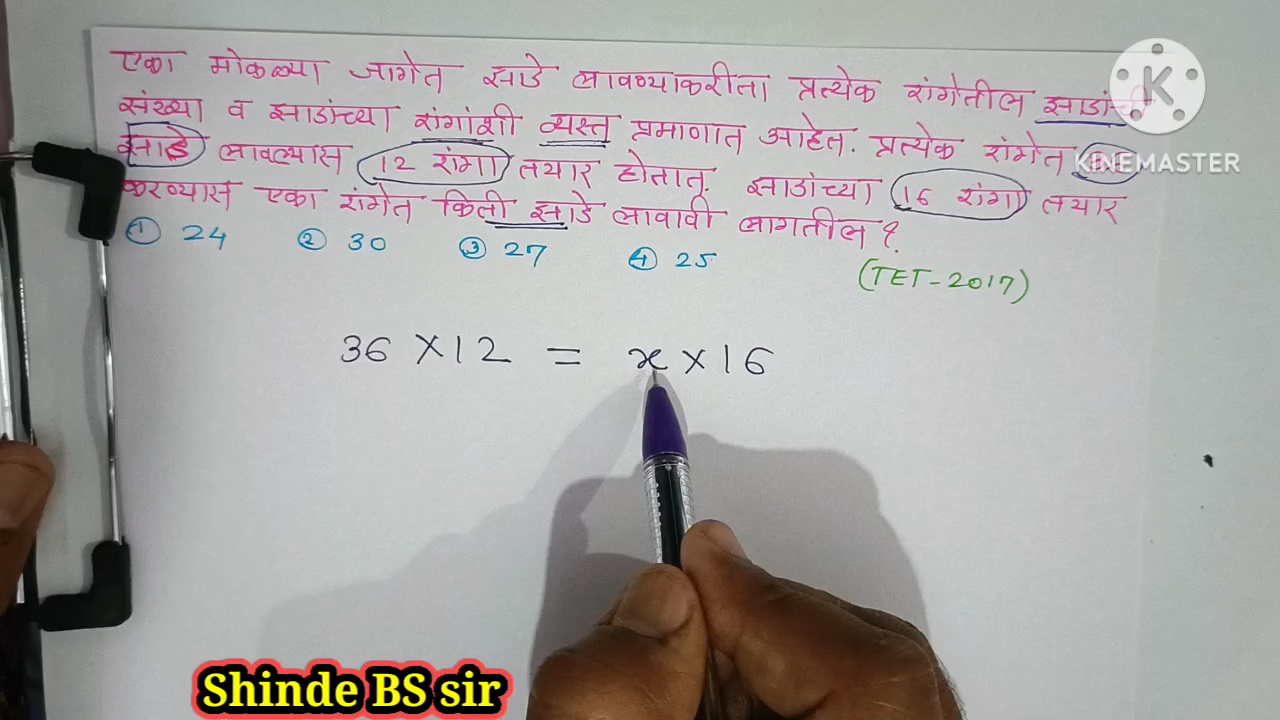 एका मोकळ्या जागेत झाडे लावण्याकरीता प्रत्येक रांगेतील झाडांची
संख्या व झाडांच्या रांगांशी व्यस्त प्रमाणात आहेत. प्रत्येक रांगेत
झाडे लावल्यास 12 रांगा तयार होतात. झाडांच्या 16 रांगा तयार
करण्यास एका रांगेत किती झाडे लावावी लागतील ?
① 24 ② 30 ③ 27 ④ 25
(TET-2017)
36 × 12 = x × 16
K
KINEMASTER
Shinde BS sir